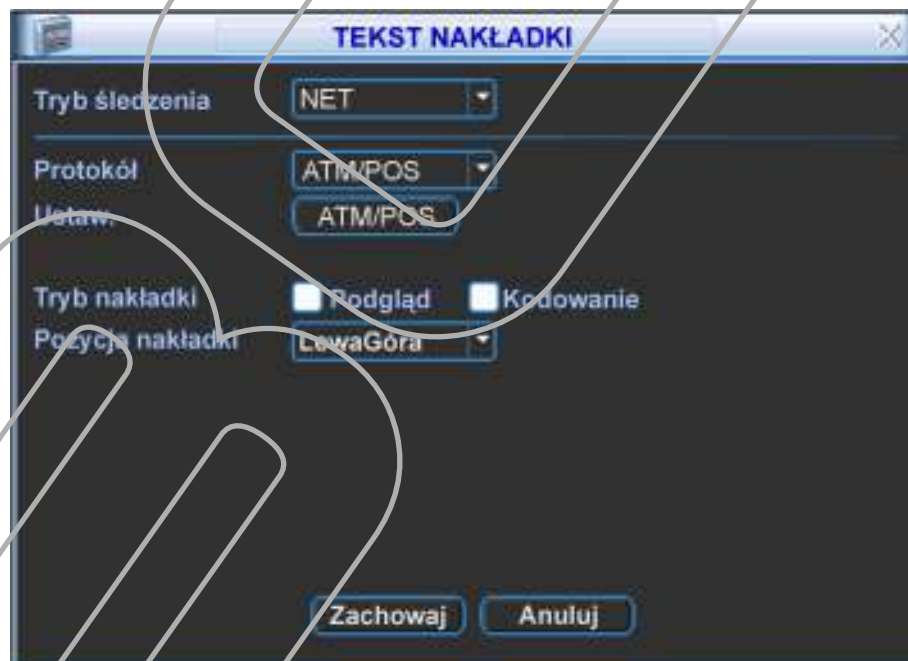 TEKST NAKŁADKI
Tryb śledzenia NET
Protokół ATM/POS
Ustaw. ATM/POS
Tryb nakładki Podgląd Kodowanie
Pozycja nakładki LewaGóra
Zachowaj Anuluj